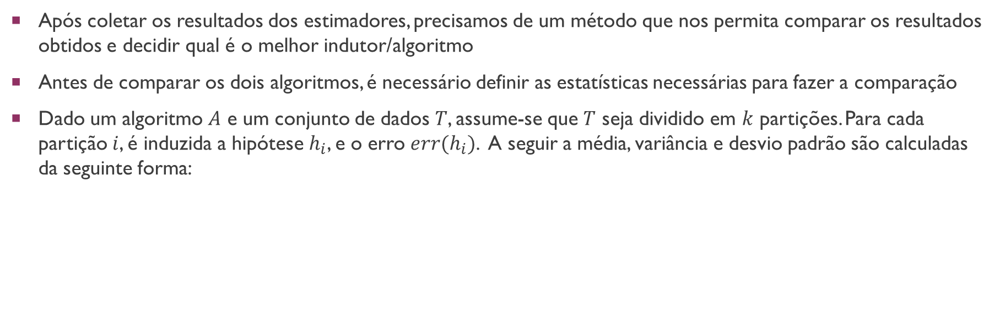 ▪ Após coletar os resultados dos estimadores, precisamos de um método que nos permita comparar os resultados
obtidos e decidir qual é o melhor indutor/algoritmo
▪ Antes de comparar os dois algoritmos, é necessário definir as estatísticas necessárias para fazer a comparação
▪ Dado um algoritmo A e um conjunto de dados T, assume-se que T seja dividido em k partições. Para cada
partição i, é induzida a hipótese hᵢ, e o erro err(hᵢ). A seguir a média, variância e desvio padrão são calculadas
da seguinte forma: